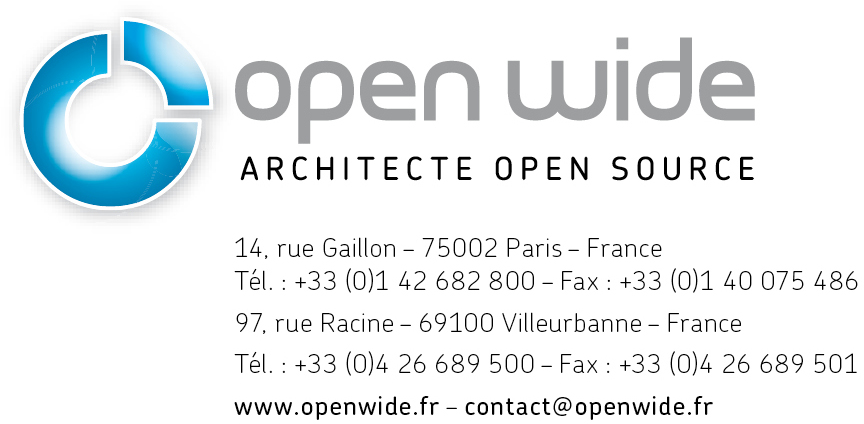 open wide
ARCHITECTE OPEN SOURCE
14, rue Gaillon – 75002 Paris – France
Tél. : +33 (0)1 42 682 800 – Fax : +33 (0)1 40 075 486
97, rue Racine – 69100 Villeurbanne – France
Tél. : +33 (0)4 26 689 500 – Fax : +33 (0)4 26 689 501
www.openwide.fr – contact@openwide.fr